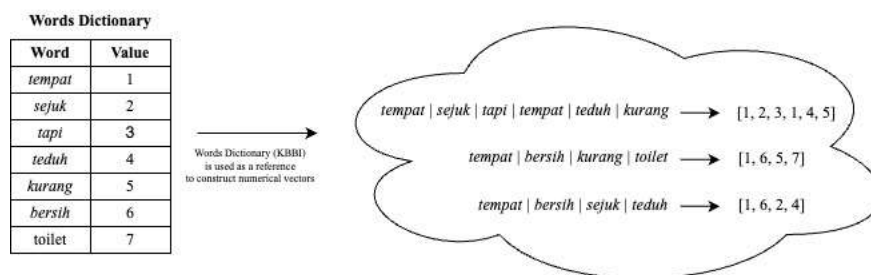 Words Dictionary
Word Value
tempat 1
sejuk 2
tapi 3
teduh 4
kurang 5
bersih 6
toilet 7
Words Dictionary (KBBI)
is used as a reference
to construct numerical vectors
tempat | sejuk | tapi | tempat | teduh | kurang [1, 2, 3, 1, 4, 5]
tempat | bersih | kurang | toilet [1, 6, 5, 7]
tempat | bersih | sejuk | teduh [1, 6, 2, 4]